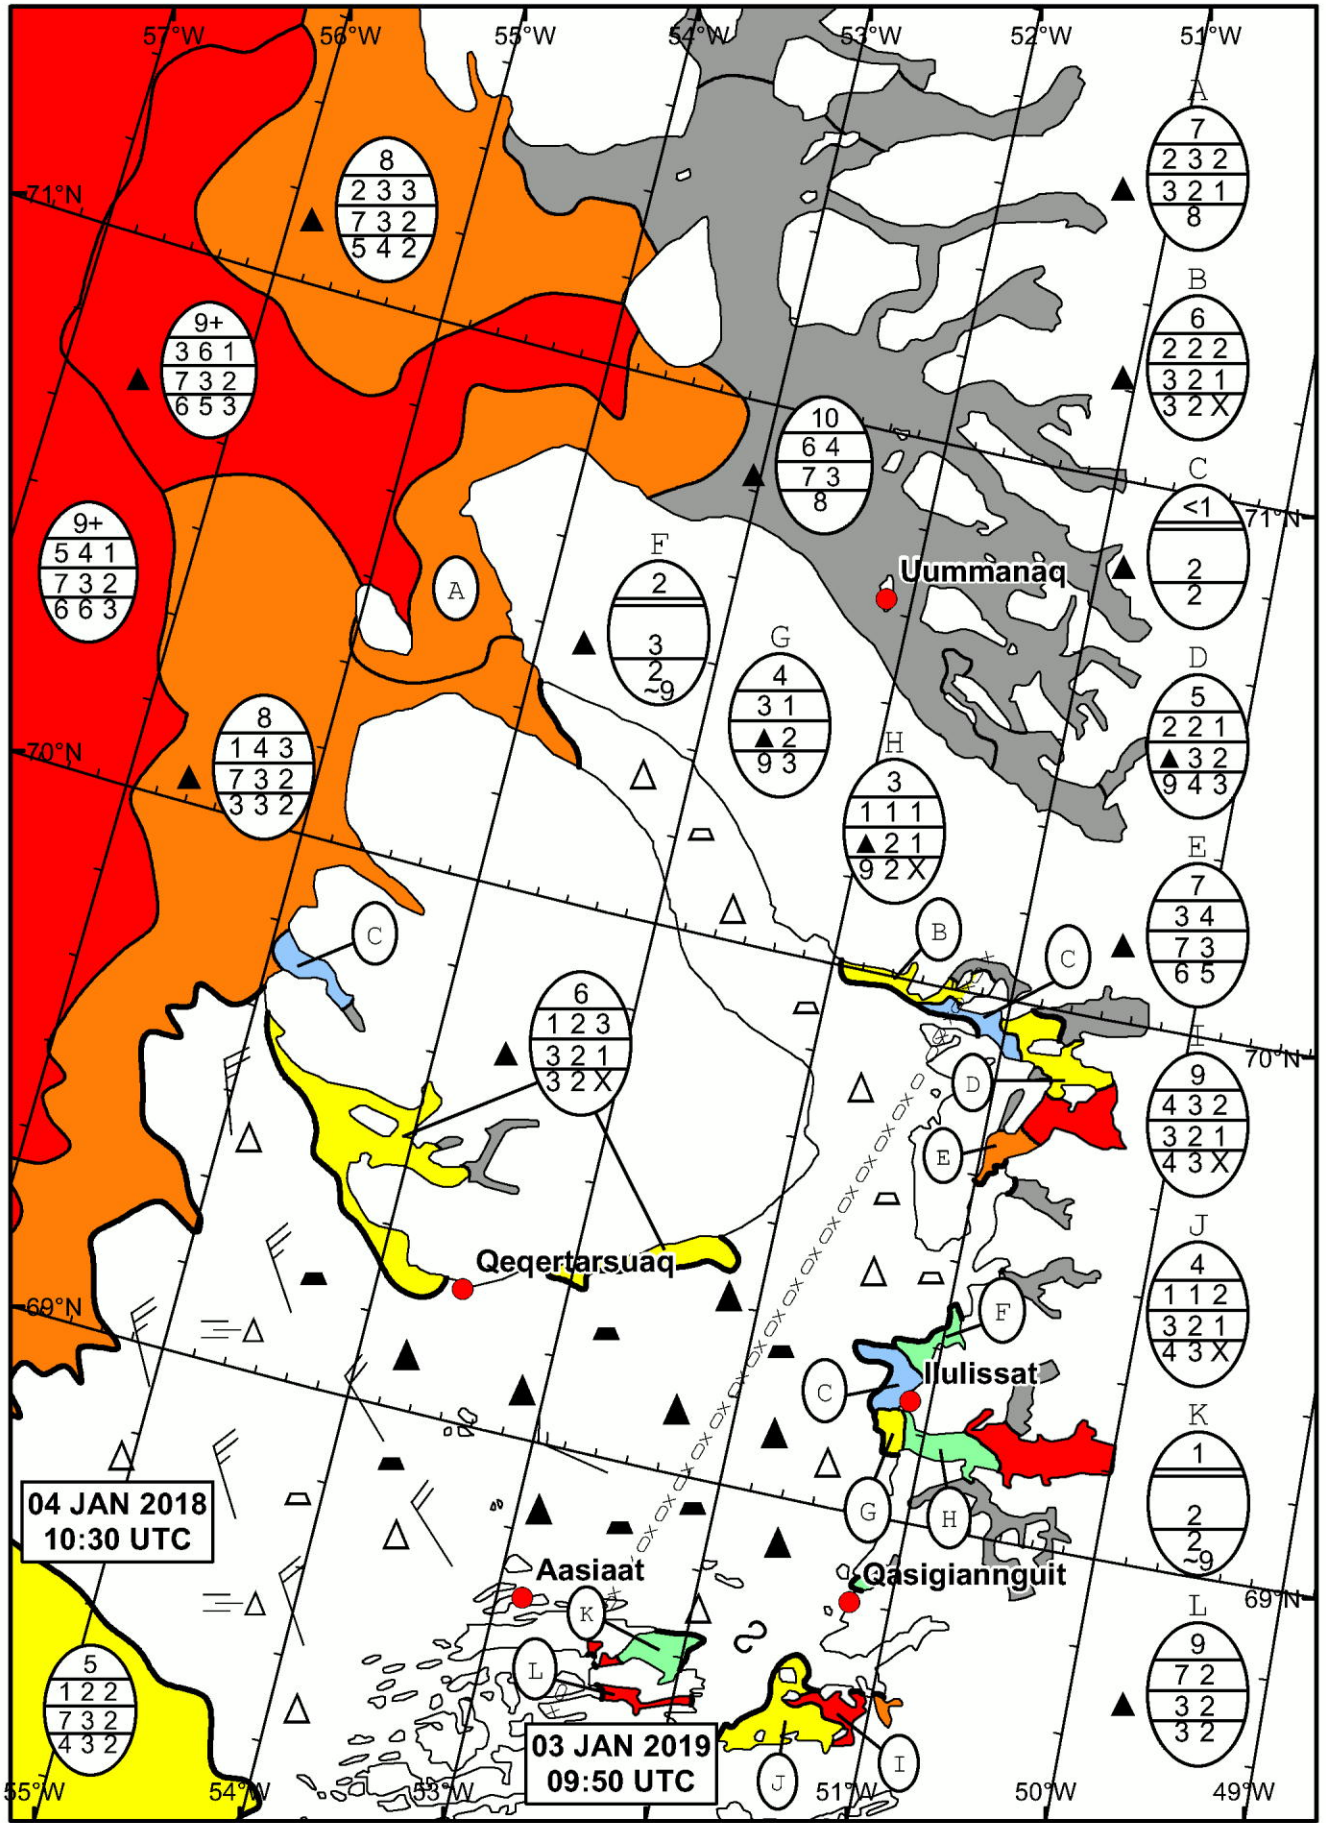 57°W
56°W
55°W
54°W
53°W
52°W
51°W
A
7
2 3 2
3 2 1
8
8
2 3 3
7 3 2
5 4 2
71°N
B
6
2 2 2
3 2 1
3 2 X
9+
3 6 1
7 3 2
6 5 3
10
6 4
7 3
8
C
<1
2
2
71°N
9+
5 4 1
7 3 2
6 6 3
A
F
2
3
2
~9
Uummanaq
G
4
3 1
▲ 2
9 3
D
5
2 2 1
▲ 3 2
9 4 3
8
1 4 3
7 3 2
3 3 2
70°N
H
3
1 1 1
▲ 2 1
9 2 X
E
7
3 4
7 3
6 5
C
B
C
6
1 2 3
3 2 1
3 2 X
70°N
D
E
I
9
4 3 2
3 2 1
4 3 X
J
4
1 1 2
3 2 1
4 3 X
Qeqertarsuaq
69°N
F
C
Ilulissat
K
1
2
2
~9
04 JAN 2018
10:30 UTC
G
H
Aasiaat
Qasigiannguit
69°N
K
L
L
9
7 2
3 2
3 2
5
1 2 2
7 3 2
4 3 2
03 JAN 2019
09:50 UTC
J
I
55°W
54°W
53°W
51°W
50°W
49°W